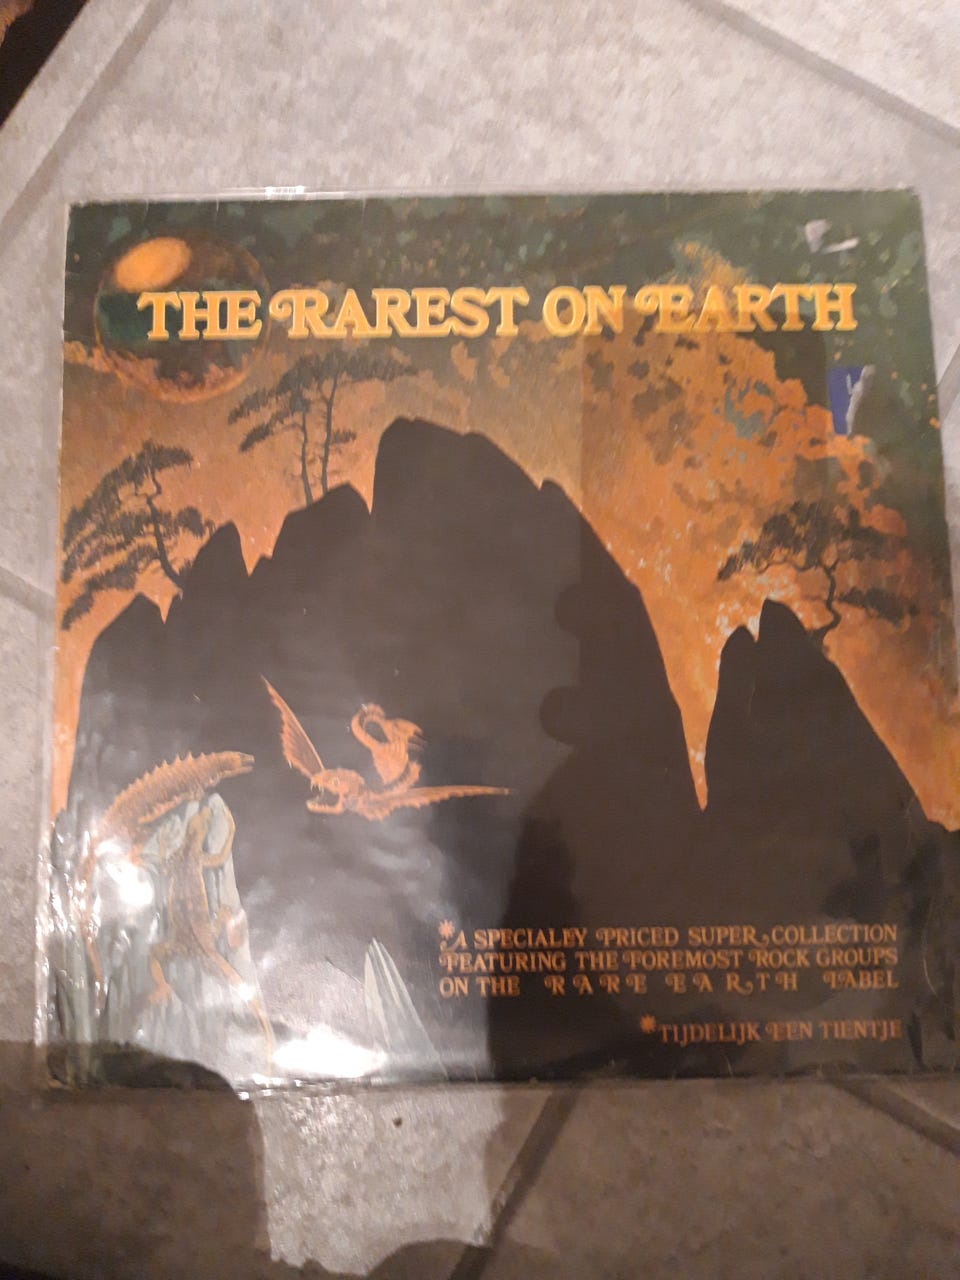 THE RAREST ON EARTH
*A SPECIALLY PRICED SUPER COLLECTION
FEATURING THE FOREMOST ROCK GROUPS
ON THE RARE EARTH LABEL
*TIJDELIJK EEN TIENTJE